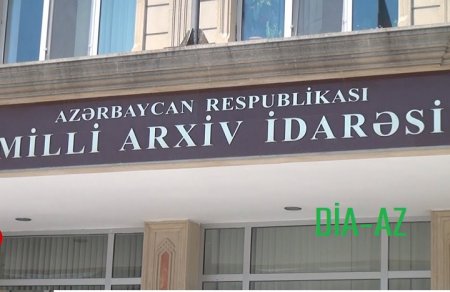 AZƏRBAYCAN RESPUBLİKASI
MİLLİ ARXİV İDARƏSİ
DİA-AZ